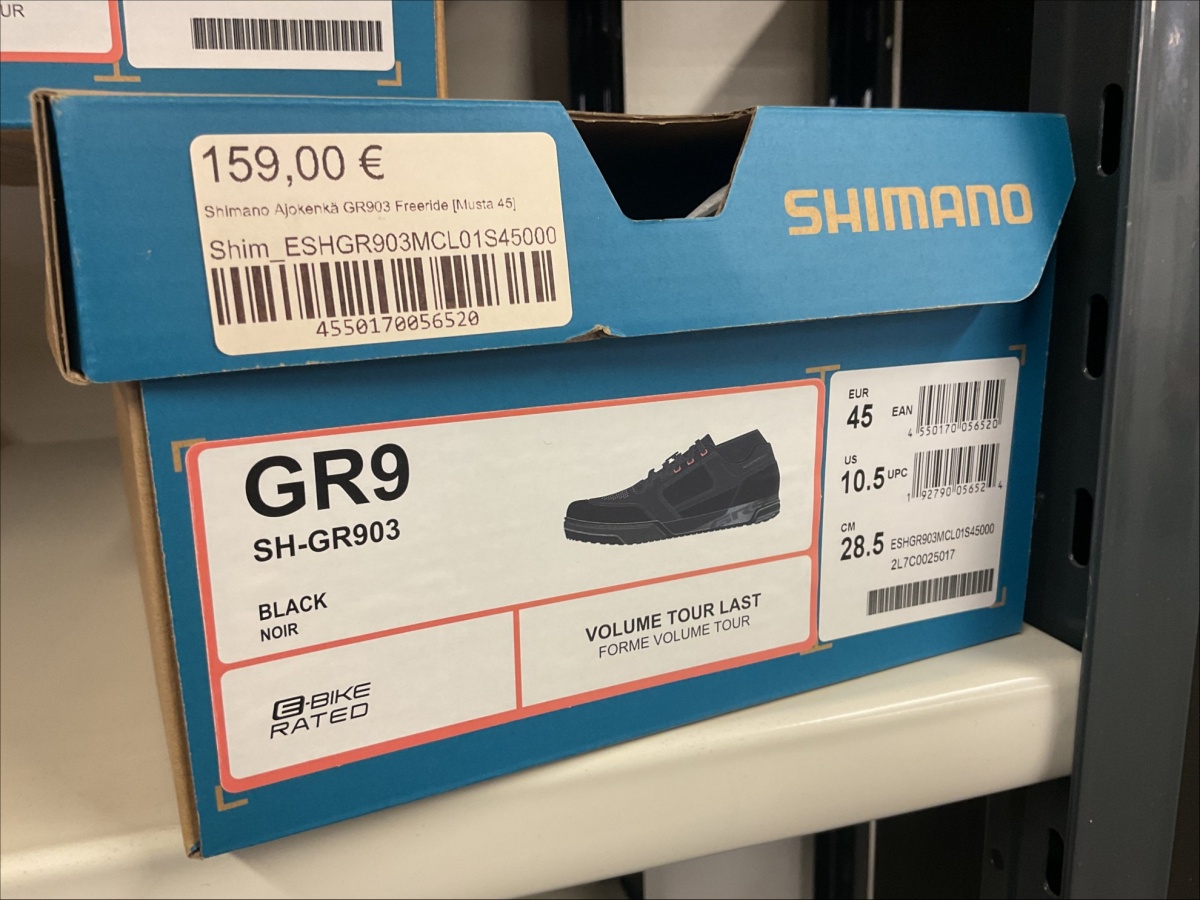 UR
159,00 €
Shimano Ajokenkä GR903 Freeride [Musta 45]
Shim_ESHGR903MCL01S45000
4550170056520
SHIMANO
GR9
SH-GR903
BLACK
NOIR
E-BIKE
RATED
VOLUME TOUR LAST
FORME VOLUME TOUR
EUR
45
EAN
4 550170 056520
US
10.5
UPC
1 92790 05652 4
CM
28.5
ESHGR903MCL01S45000
2L7C0025017